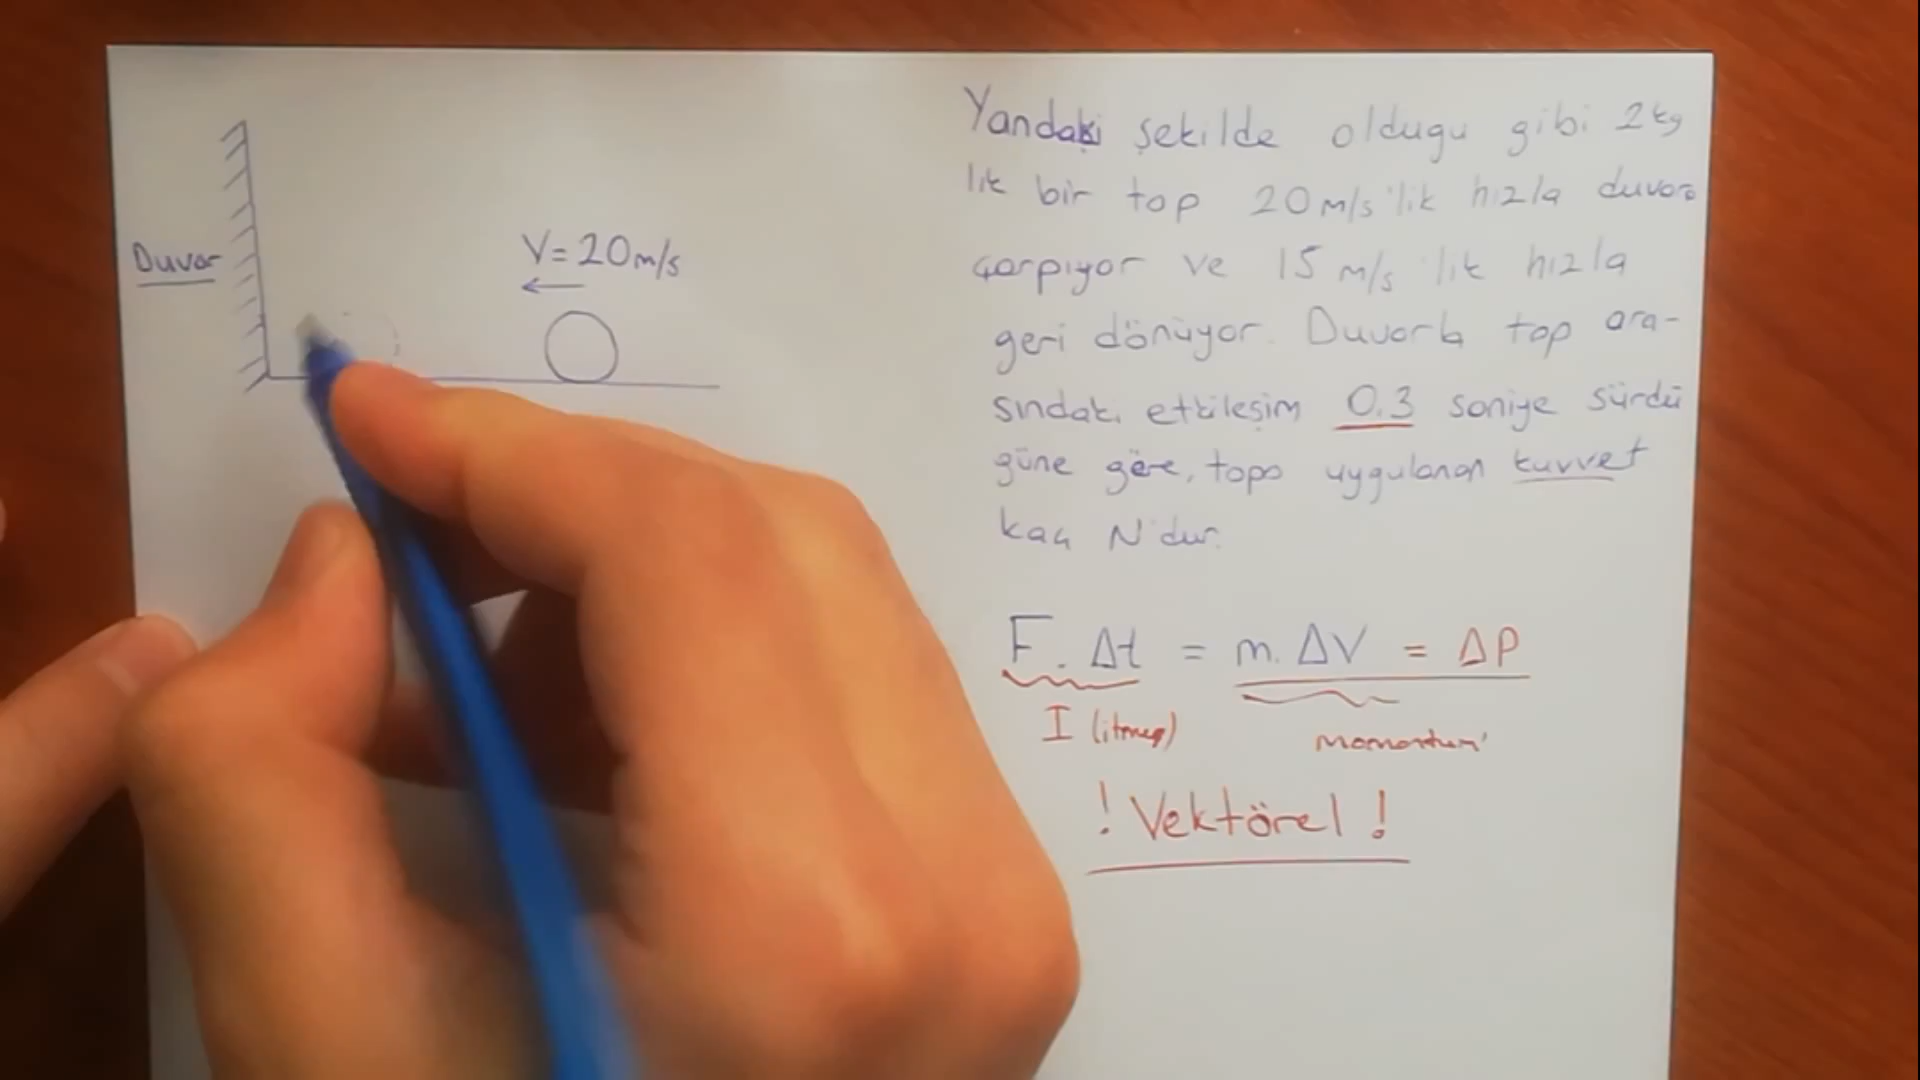 Duvar
V=20m/s
Yandaki şekilde oldugu gibi 2kg
lık bir top 20m/s'lik hızla duvara
çarpıyor ve 15 m/s 'lik hızla
geri dönüyor. Duvarla top ara-
sındaki etkileşim 0.3 saniye sürdü
güne göre, topa uygulanan kuvvet
kaç N'dur.
F. Δt = m. ΔV = ΔP
I (itme) momentum
! Vektörel !